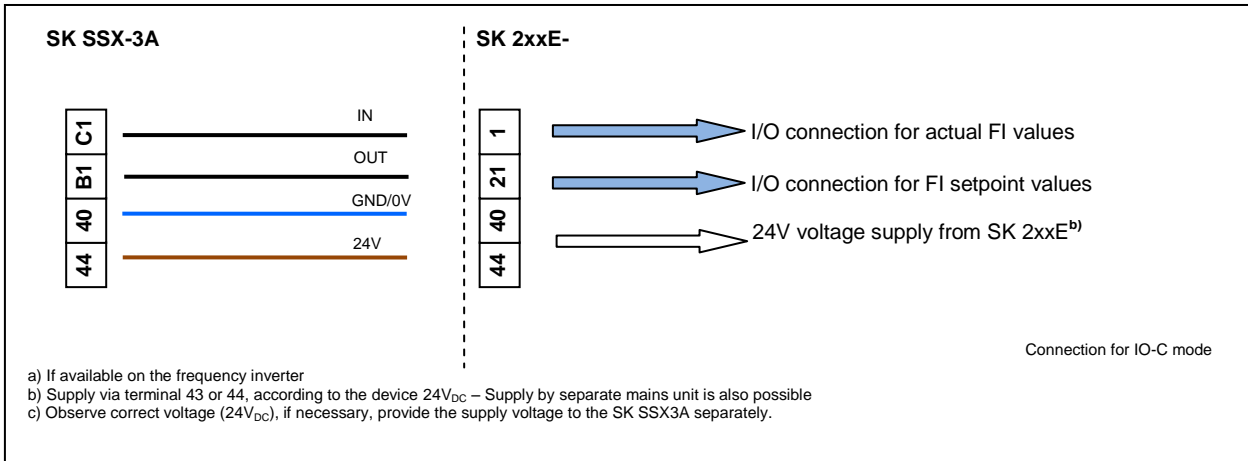 SK SSX-3A
SK 2xxE-
C1
IN
1
I/O connection for actual FI values
B1
OUT
21
I/O connection for FI setpoint values
40
GND/0V
40
24V voltage supply from SK 2xxEb)
44
24V
44
Connection for IO-C mode
a) If available on the frequency inverter
b) Supply via terminal 43 or 44, according to the device 24VDC – Supply by separate mains unit is also possible
c) Observe correct voltage (24VDC), if necessary, provide the supply voltage to the SK SSX3A separately.